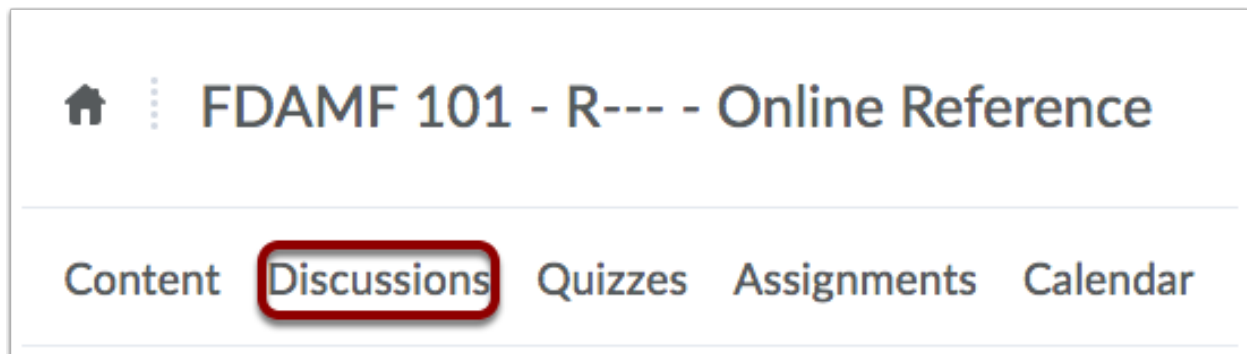 FDAMF 101 - R--- - Online Reference
Content Discussions Quizzes Assignments Calendar